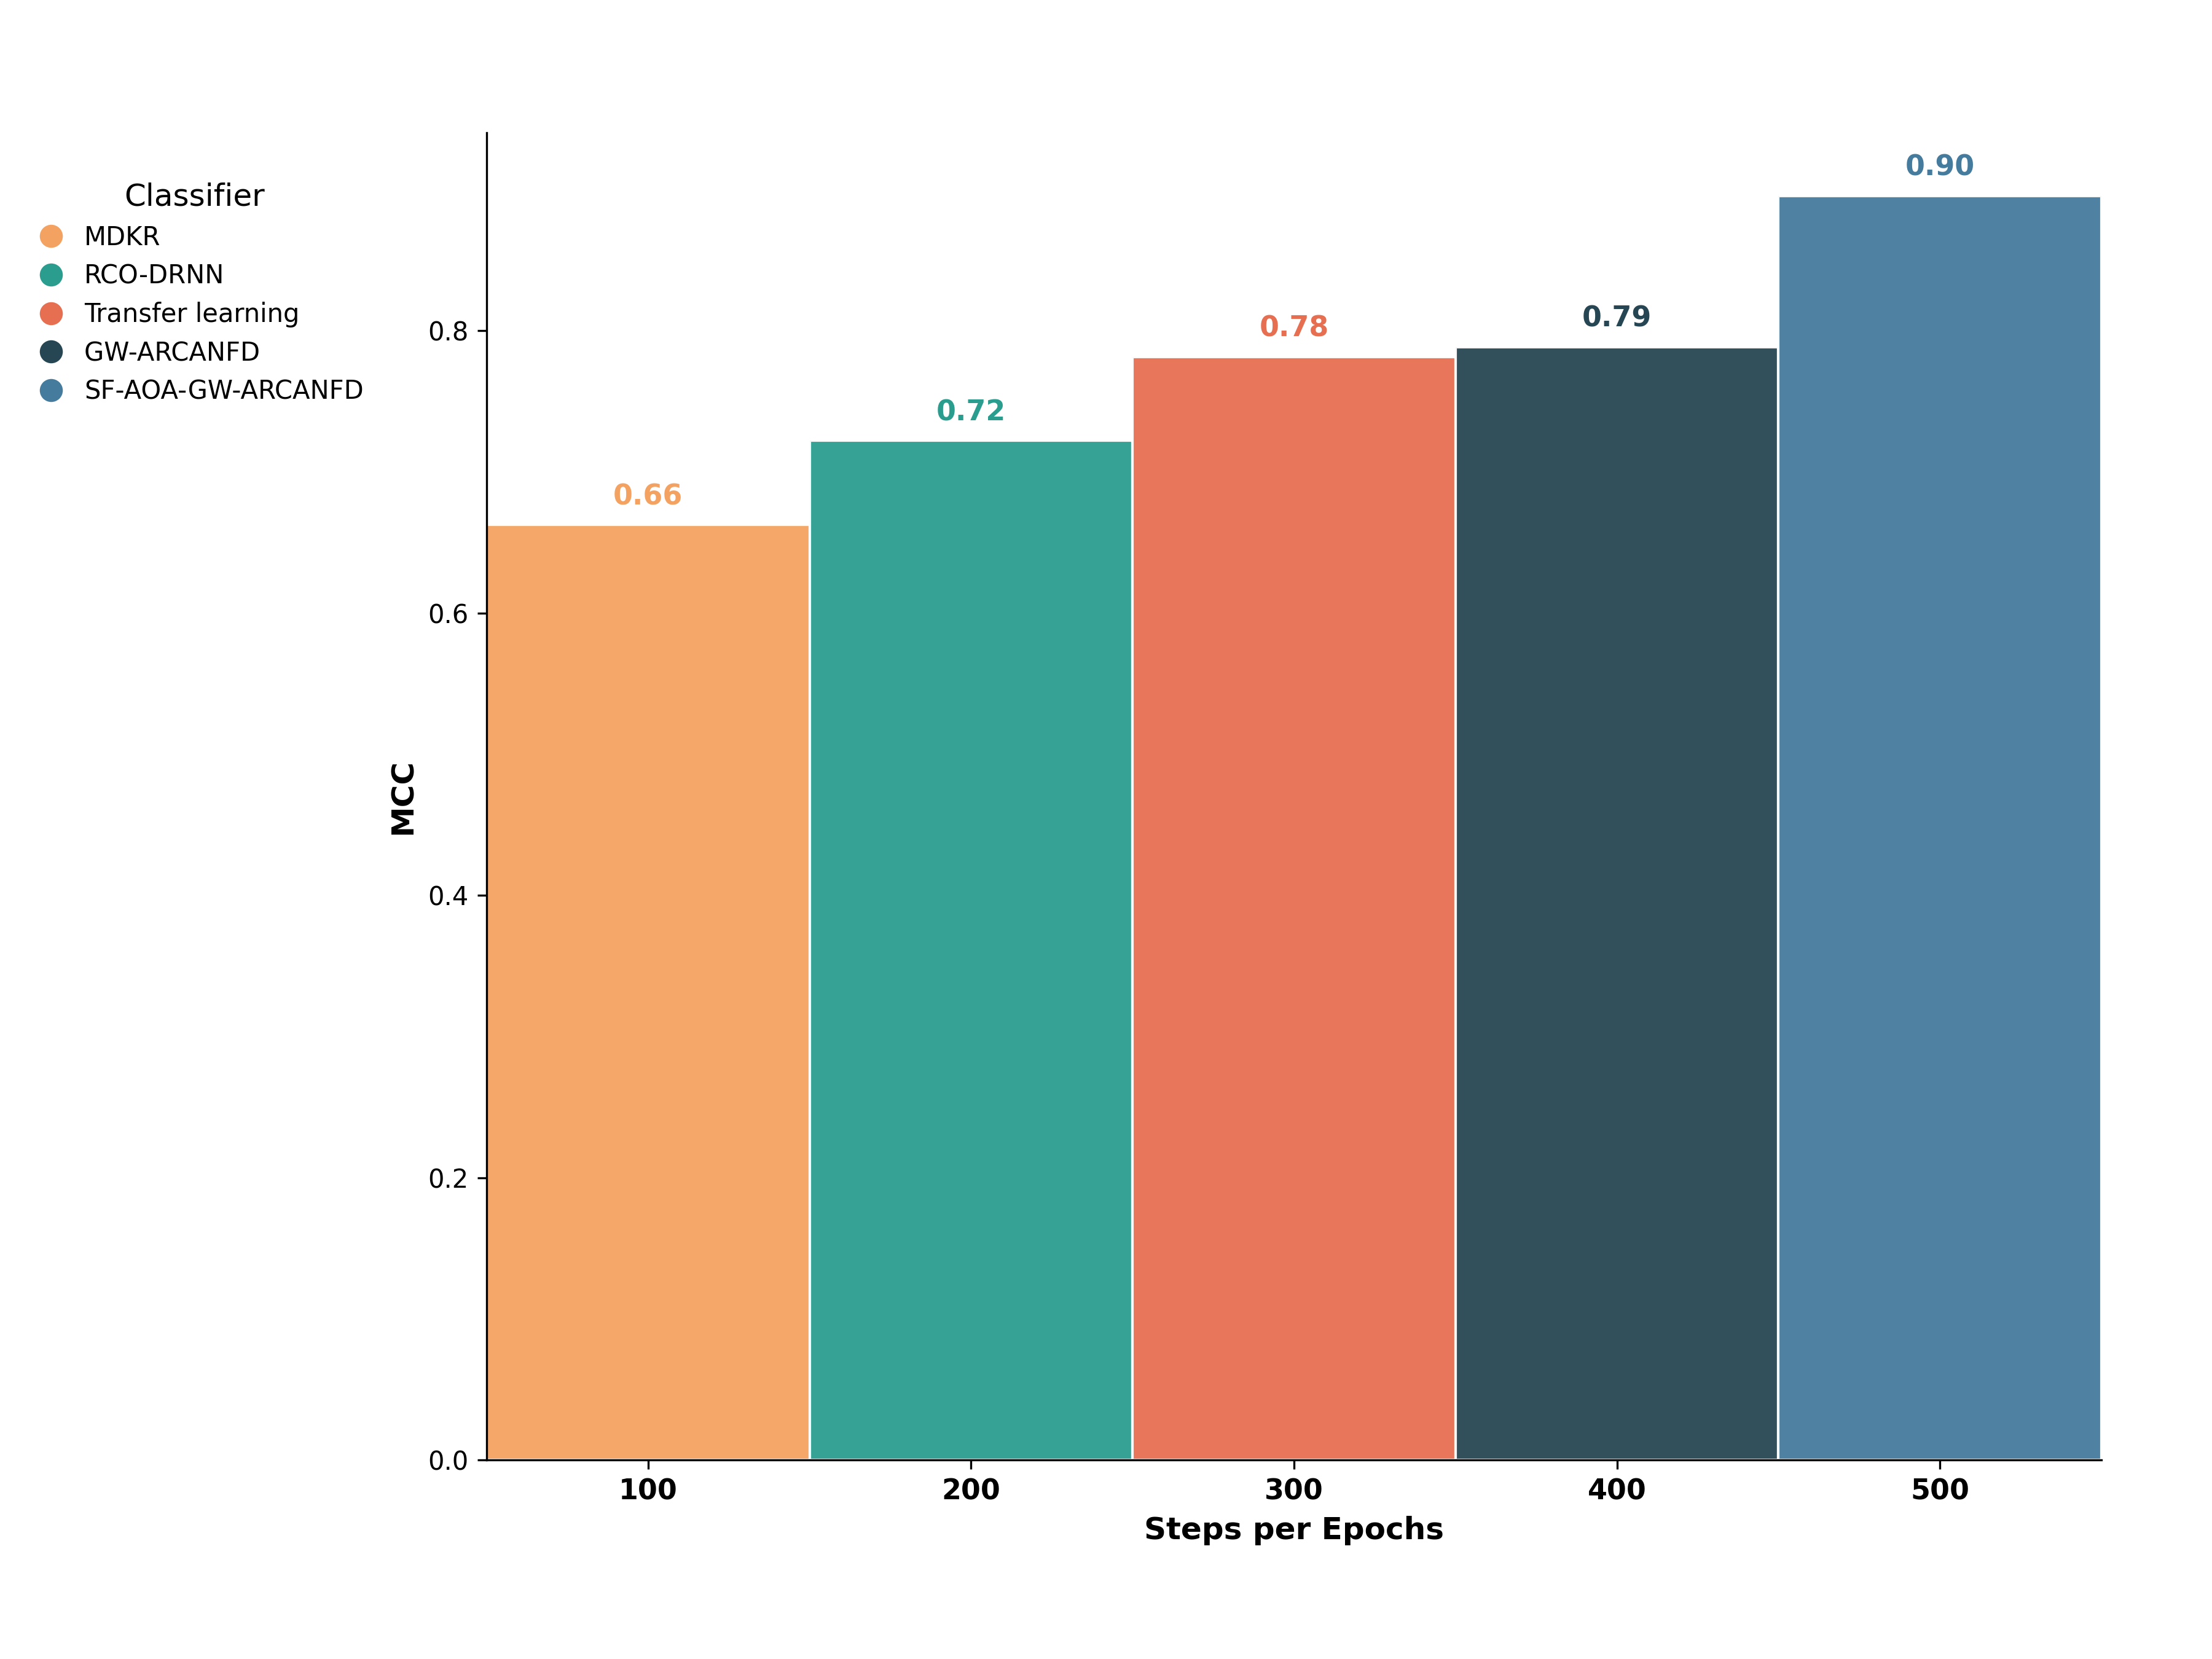 Classifier
MDKR
RCO-DRNN
Transfer learning
GW-ARCANFD
SF-AOA-GW-ARCANFD
MCC
0.8
0.6
0.4
0.2
0.0
0.66
0.72
0.78
0.79
0.90
100 200 300 400 500
Steps per Epochs